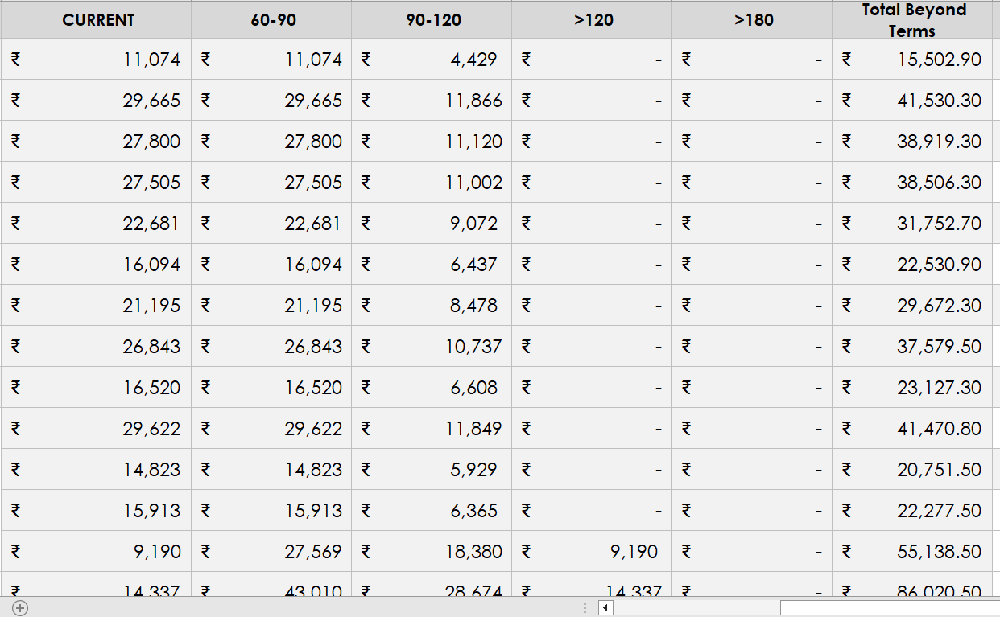 CURRENT 60-90 90-120 >120 >180 Total Beyond Terms
₹ 11,074 ₹ 11,074 ₹ 4,429 ₹ - ₹ - ₹ 15,502.90
₹ 29,665 ₹ 29,665 ₹ 11,866 ₹ - ₹ - ₹ 41,530.30
₹ 27,800 ₹ 27,800 ₹ 11,120 ₹ - ₹ - ₹ 38,919.30
₹ 27,505 ₹ 27,505 ₹ 11,002 ₹ - ₹ - ₹ 38,506.30
₹ 22,681 ₹ 22,681 ₹ 9,072 ₹ - ₹ - ₹ 31,752.70
₹ 16,094 ₹ 16,094 ₹ 6,437 ₹ - ₹ - ₹ 22,530.90
₹ 21,195 ₹ 21,195 ₹ 8,478 ₹ - ₹ - ₹ 29,672.30
₹ 26,843 ₹ 26,843 ₹ 10,737 ₹ - ₹ - ₹ 37,579.50
₹ 16,520 ₹ 16,520 ₹ 6,608 ₹ - ₹ - ₹ 23,127.30
₹ 29,622 ₹ 29,622 ₹ 11,849 ₹ - ₹ - ₹ 41,470.80
₹ 14,823 ₹ 14,823 ₹ 5,929 ₹ - ₹ - ₹ 20,751.50
₹ 15,913 ₹ 15,913 ₹ 6,365 ₹ - ₹ - ₹ 22,277.50
₹ 9,190 ₹ 27,569 ₹ 18,380 ₹ 9,190 ₹ - ₹ 55,138.50
₹ 14,337 ₹ 43,010 ₹ 28,674 ₹ 14,337 ₹ - ₹ 86,020.50